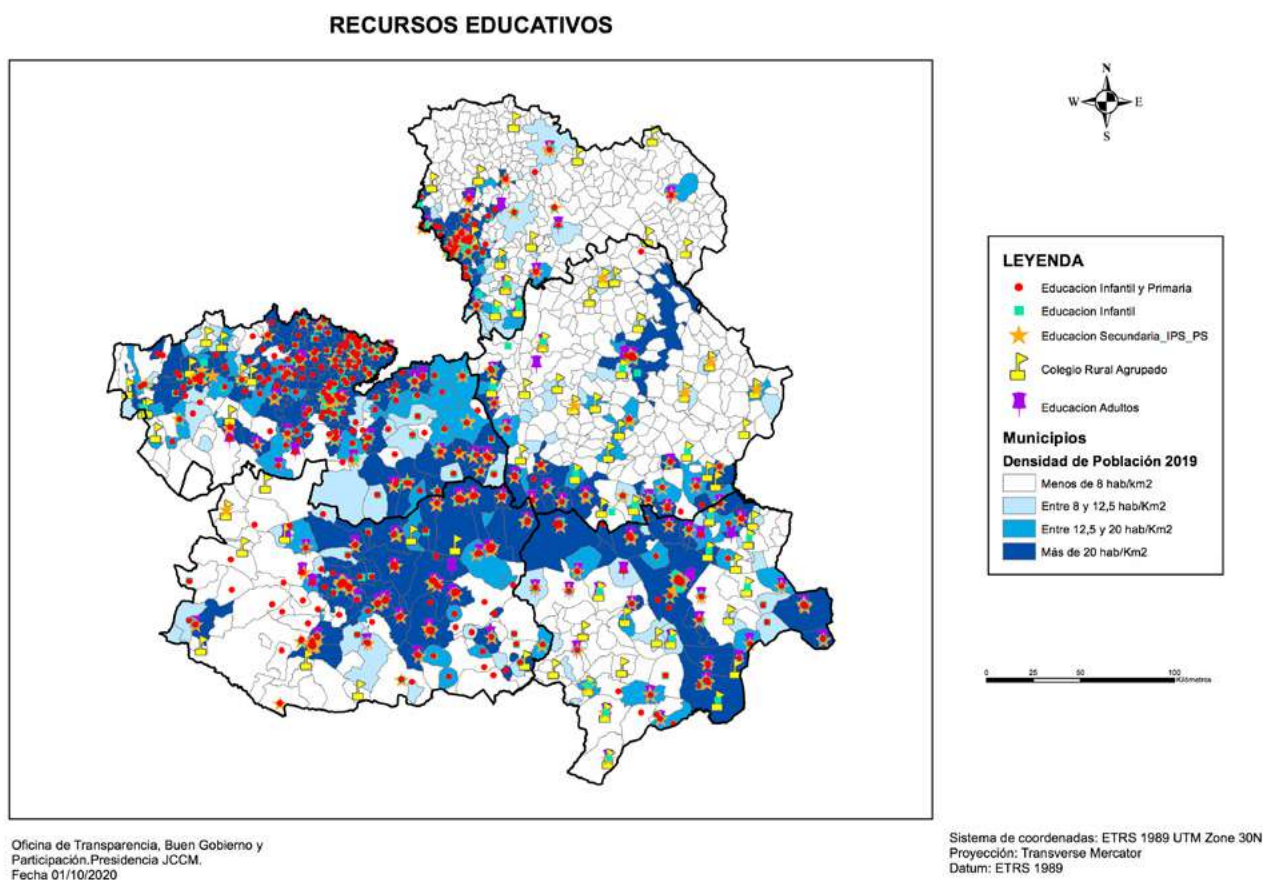 RECURSOS EDUCATIVOS
N
W E
S
LEYENDA
Educacion Infantil y Primaria
Educacion Infantil
Educacion Secundaria_IPS_PS
Colegio Rural Agrupado
Educacion Adultos
Municipios
Densidad de Población 2019
Menos de 8 hab/km2
Entre 8 y 12,5 hab/Km2
Entre 12,5 y 20 hab/Km2
Más de 20 hab/Km2
0 25 50 100
Kilómetros
Oficina de Transparencia, Buen Gobierno y
Participación.Presidencia JCCM.
Fecha 01/10/2020
Sistema de coordenadas: ETRS 1989 UTM Zone 30N
Proyección: Transverse Mercator
Datum: ETRS 1989